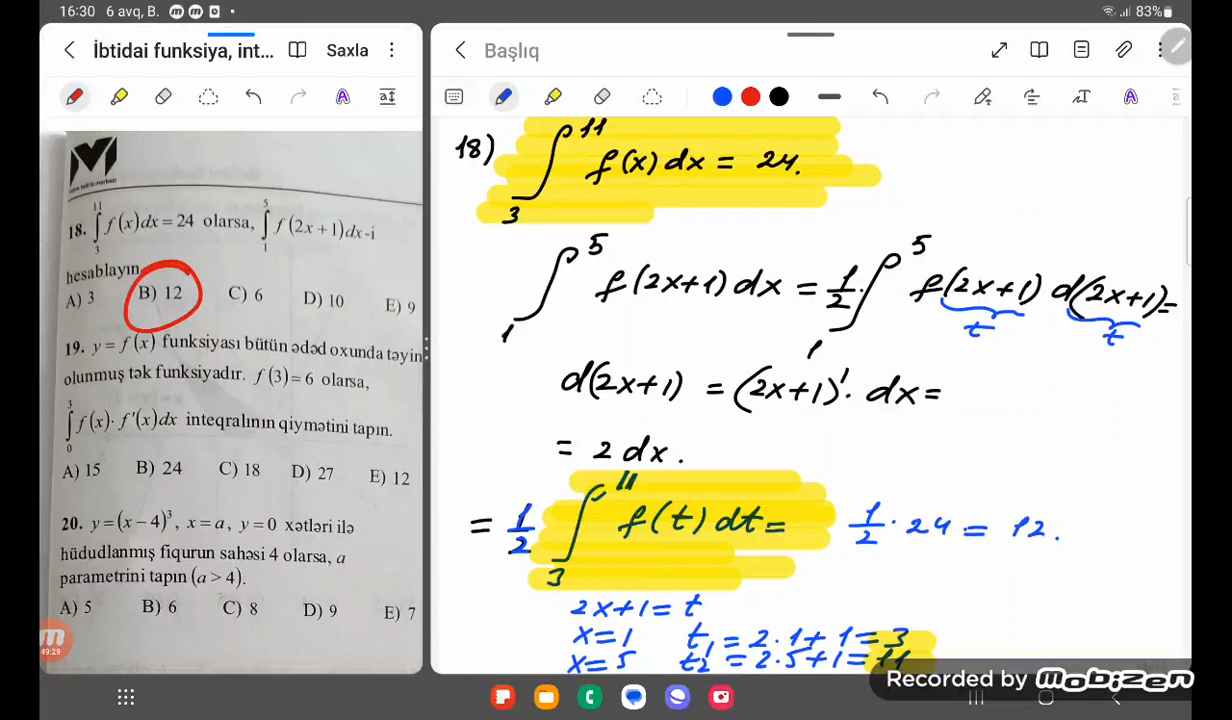 16:30 6 avq, B.
83%
İbtidai funksiya, int...
Saxla
Başlıq
18. ∫₃¹¹ f(x)dx = 24 olarsa, ∫₁⁵ f(2x+1)dx-i
hesablayın
A) 3 B) 12 C) 6 D) 10 E) 9
19. y = f(x) funksiyası bütün ədəd oxunda təyin
olunmuş tək funksiyadır. f(3) = 6 olarsa,
∫₀³ f(x)·f'(x)dx inteqralının qiymətini tapın.
A) 15 B) 24 C) 18 D) 27 E) 12
20. y = (x−4)³, x = a, y = 0 xətləri ilə
hüdudlanmış fiqurun sahəsi 4 olarsa, a
parametrini tapın (a > 4).
A) 5 B) 6 C) 8 D) 9 E) 7
49:29
18) ∫₃¹¹ f(x) dx = 24.
∫₁⁵ f(2x+1) dx = 1/2 · ∫₁⁵ f(2x+1) d(2x+1) =
t t
d(2x+1) = (2x+1)' · dx =
= 2 dx.
= 1/2 ∫₃¹¹ f(t) dt = 1/2 · 24 = 12.
2x+1 = t
x = 1 t₁ = 2·1+1 = 3
x = 5 t₂ = 2·5+1 = 11
Recorded by mobizen